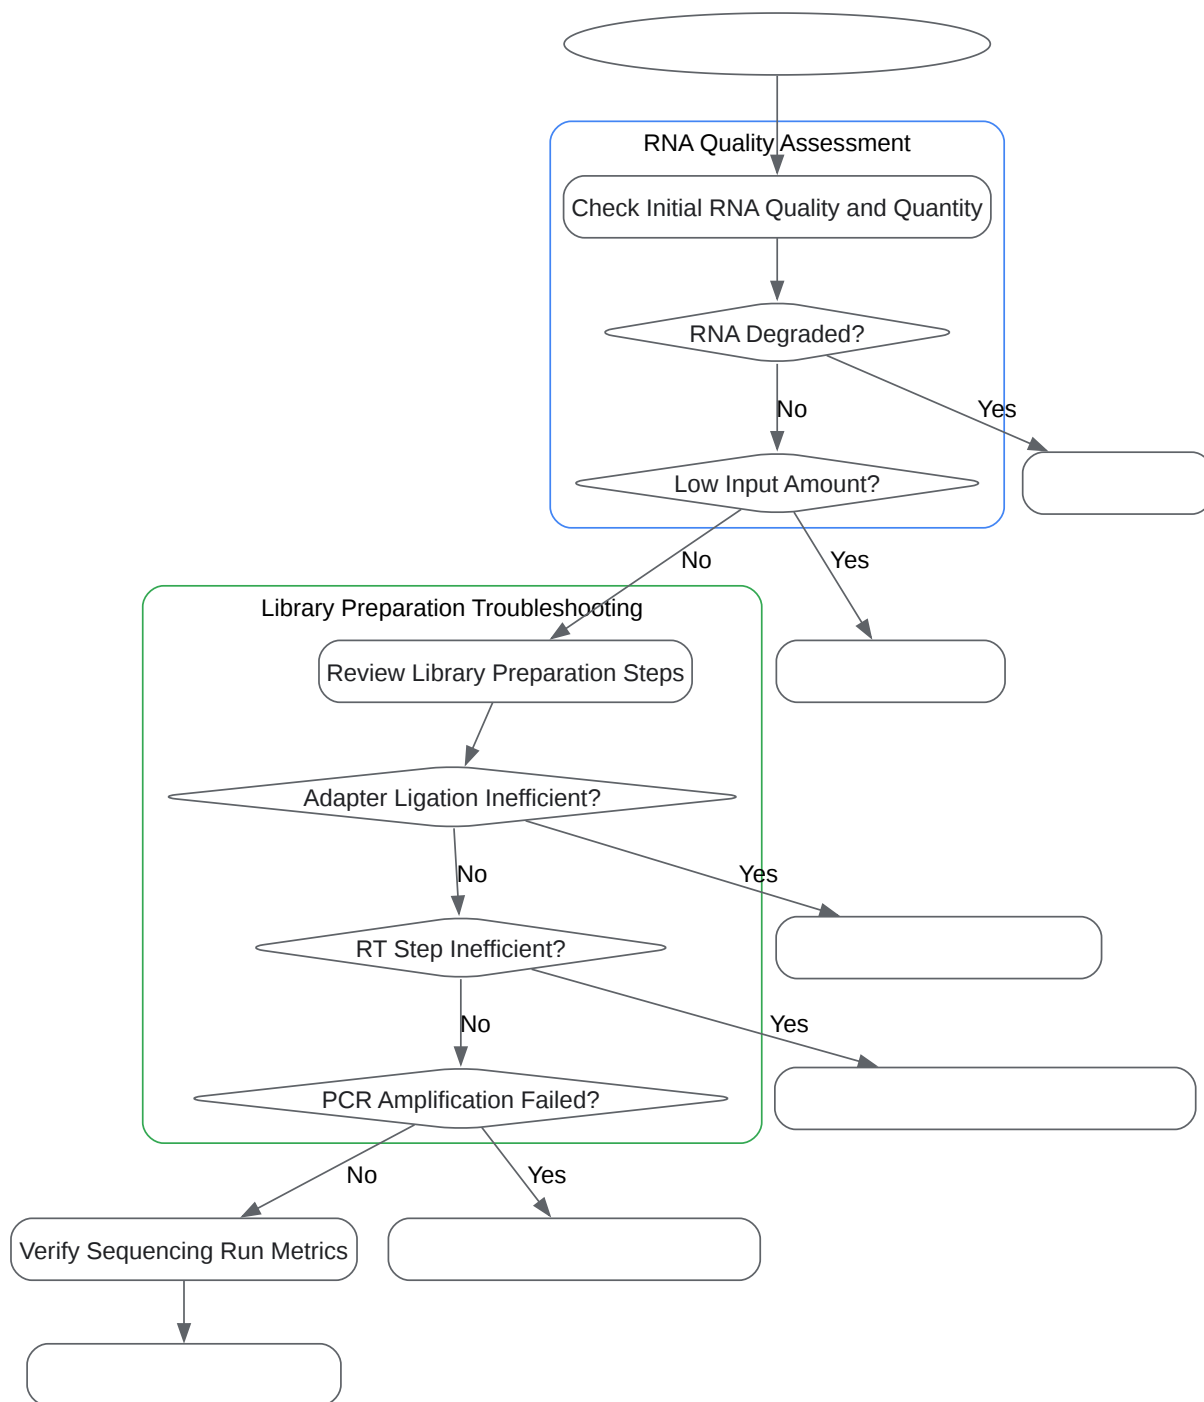 RNA Quality Assessment
Check Initial RNA Quality and Quantity
RNA Degraded?
No
Yes
Low Input Amount?
No
Yes
Library Preparation Troubleshooting
Review Library Preparation Steps
Adapter Ligation Inefficient?
No
Yes
RT Step Inefficient?
No
Yes
PCR Amplification Failed?
No
Yes
Verify Sequencing Run Metrics